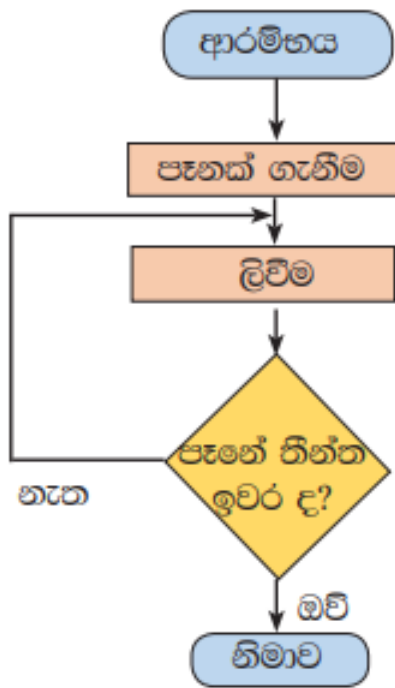 ආරම්භය
පෑනක් ගැනීම
ලිවීම
පෑනේ තීන්ත
ඉවර ද?
නැත
ඔව්
නිමාව